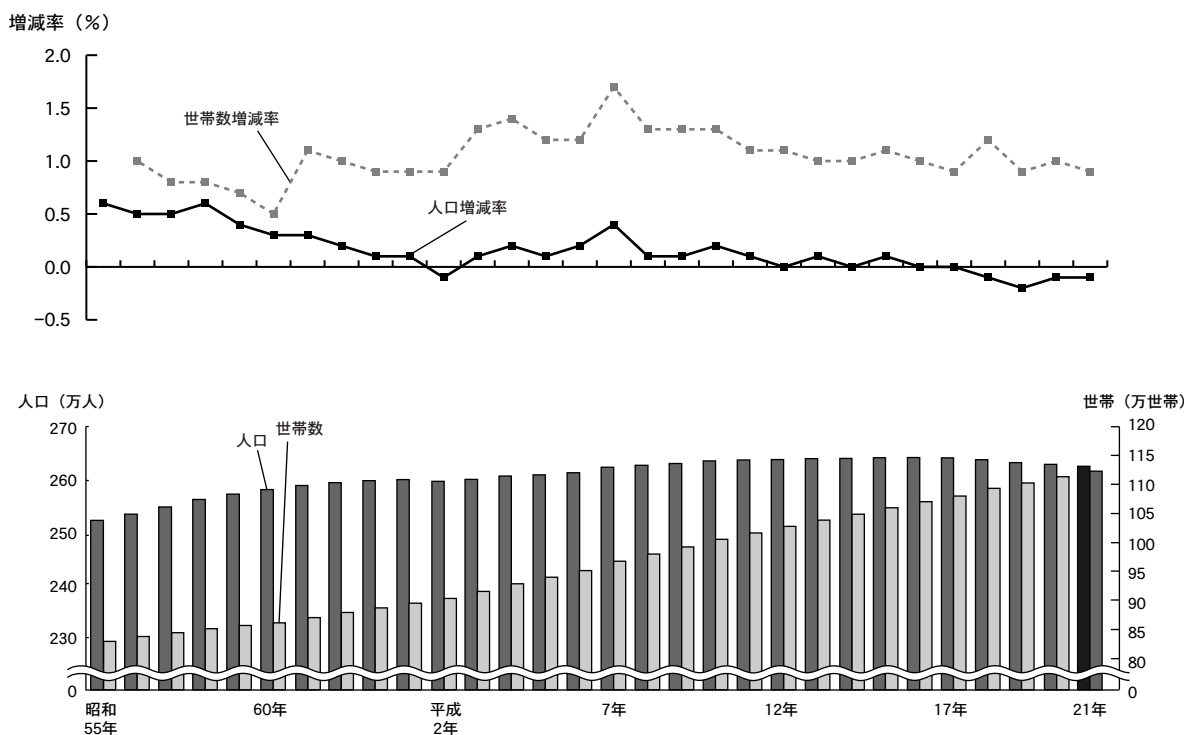 増減率（％）
2.0
1.5
1.0
0.5
0.0
−0.5
世帯数増減率
人口増減率
人口（万人）
世帯（万世帯）
270
260
250
240
230
0
人口
世帯数
120
115
110
105
100
95
90
85
80
0
昭和
55年
60年
平成
2年
7年
12年
17年
21年